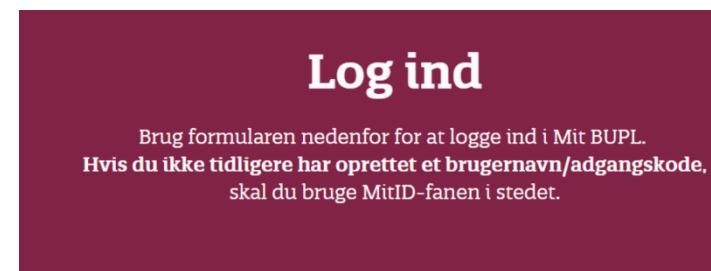 Log ind
Brug formularen nedenfor for at logge ind i Mit BUPL.
Hvis du ikke tidligere har oprettet et brugernavn/adgangskode,
skal du bruge MitID-fanen i stedet.